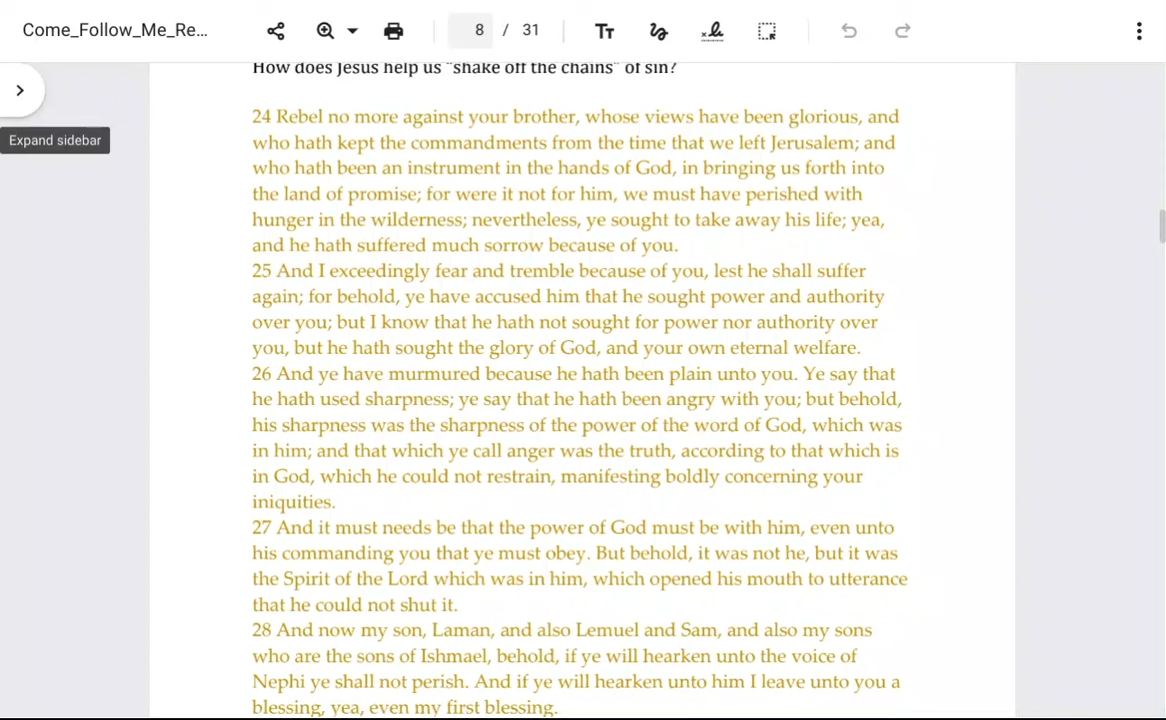 Come_Follow_Me_Re...
8 / 31
How does Jesus help us "shake off the chains" of sin?
Expand sidebar
24 Rebel no more against your brother, whose views have been glorious, and
who hath kept the commandments from the time that we left Jerusalem; and
who hath been an instrument in the hands of God, in bringing us forth into
the land of promise; for were it not for him, we must have perished with
hunger in the wilderness; nevertheless, ye sought to take away his life; yea,
and he hath suffered much sorrow because of you.
25 And I exceedingly fear and tremble because of you, lest he shall suffer
again; for behold, ye have accused him that he sought power and authority
over you; but I know that he hath not sought for power nor authority over
you, but he hath sought the glory of God, and your own eternal welfare.
26 And ye have murmured because he hath been plain unto you. Ye say that
he hath used sharpness; ye say that he hath been angry with you; but behold,
his sharpness was the sharpness of the power of the word of God, which was
in him; and that which ye call anger was the truth, according to that which is
in God, which he could not restrain, manifesting boldly concerning your
iniquities.
27 And it must needs be that the power of God must be with him, even unto
his commanding you that ye must obey. But behold, it was not he, but it was
the Spirit of the Lord which was in him, which opened his mouth to utterance
that he could not shut it.
28 And now my son, Laman, and also Lemuel and Sam, and also my sons
who are the sons of Ishmael, behold, if ye will hearken unto the voice of
Nephi ye shall not perish. And if ye will hearken unto him I leave unto you a
blessing, yea, even my first blessing.